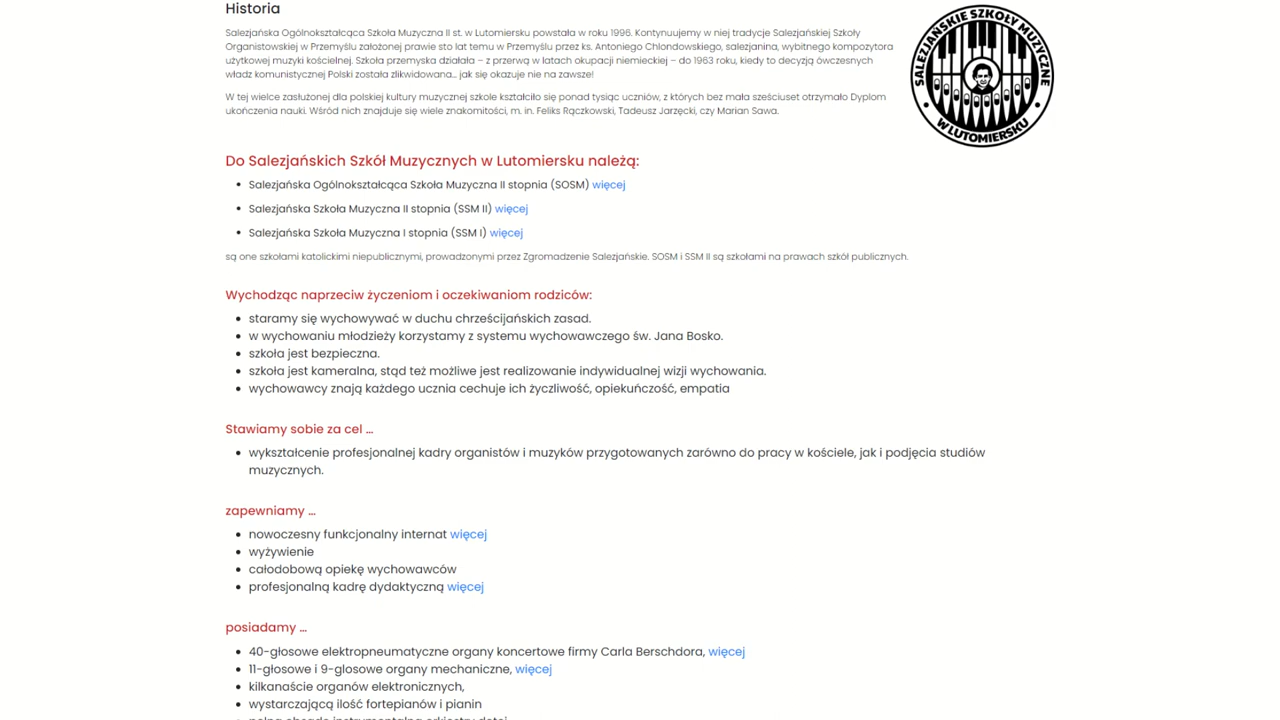 Historia
Salezjańska Ogólnokształcąca Szkoła Muzyczna II st. w Lutomiersku powstała w roku 1996. Kontynuujemy w niej tradycje Salezjańskiej Szkoły
Organistowskiej w Przemyślu założonej prawie sto lat temu w Przemyślu przez ks. Antoniego Chlondowskiego, salezjanina, wybitnego kompozytora
użytkowej muzyki kościelnej. Szkoła przemyska działała – z przerwą w latach okupacji niemieckiej – do 1963 roku, kiedy to decyzją ówczesnych
władz komunistycznej Polski została zlikwidowana... jak się okazuje nie na zawsze!
W tej wielce zasłużonej dla polskiej kultury muzycznej szkole kształciło się ponad tysiąc uczniów, z których bez mała sześciuset otrzymało Dyplom
ukończenia nauki. Wśród nich znajduje się wiele znakomitości, m. in. Feliks Rączkowski, Tadeusz Jarzęcki, czy Marian Sawa.
SALEZJAŃSKIE SZKOŁY MUZYCZNE
W LUTOMIERSKU
Do Salezjańskich Szkół Muzycznych w Lutomiersku należą:
• Salezjańska Ogólnokształcąca Szkoła Muzyczna II stopnia (SOSM) więcej
• Salezjańska Szkoła Muzyczna II stopnia (SSM II) więcej
• Salezjańska Szkoła Muzyczna I stopnia (SSM I) więcej
są one szkołami katolickimi niepublicznymi, prowadzonymi przez Zgromadzenie Salezjańskie. SOSM i SSM II są szkołami na prawach szkół publicznych.
Wychodząc naprzeciw życzeniom i oczekiwaniom rodziców:
• staramy się wychowywać w duchu chrześcijańskich zasad.
• w wychowaniu młodzieży korzystamy z systemu wychowawczego św. Jana Bosko.
• szkoła jest bezpieczna.
• szkoła jest kameralna, stąd też możliwe jest realizowanie indywidualnej wizji wychowania.
• wychowawcy znają każdego ucznia cechuje ich życzliwość, opiekuńczość, empatia
Stawiamy sobie za cel ...
• wykształcenie profesjonalnej kadry organistów i muzyków przygotowanych zarówno do pracy w kościele, jak i podjęcia studiów
muzycznych.
zapewniamy ...
• nowoczesny funkcjonalny internat więcej
• wyżywienie
• całodobową opiekę wychowawców
• profesjonalną kadrę dydaktyczną więcej
posiadamy ...
• 40-głosowe elektropneumatyczne organy koncertowe firmy Carla Berschdora, więcej
• 11-głosowe i 9-glosowe organy mechaniczne, więcej
• kilkanaście organów elektronicznych,
• wystarczającą ilość fortepianów i pianin